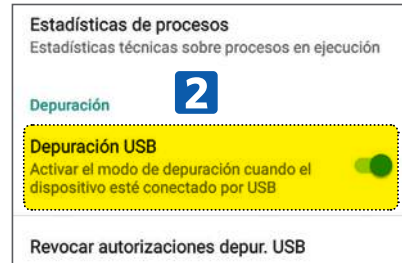 Estadísticas de procesos
Estadísticas técnicas sobre procesos en ejecución
2
Depuración
Depuración USB
Activar el modo de depuración cuando el
dispositivo esté conectado por USB
Revocar autorizaciones depur. USB